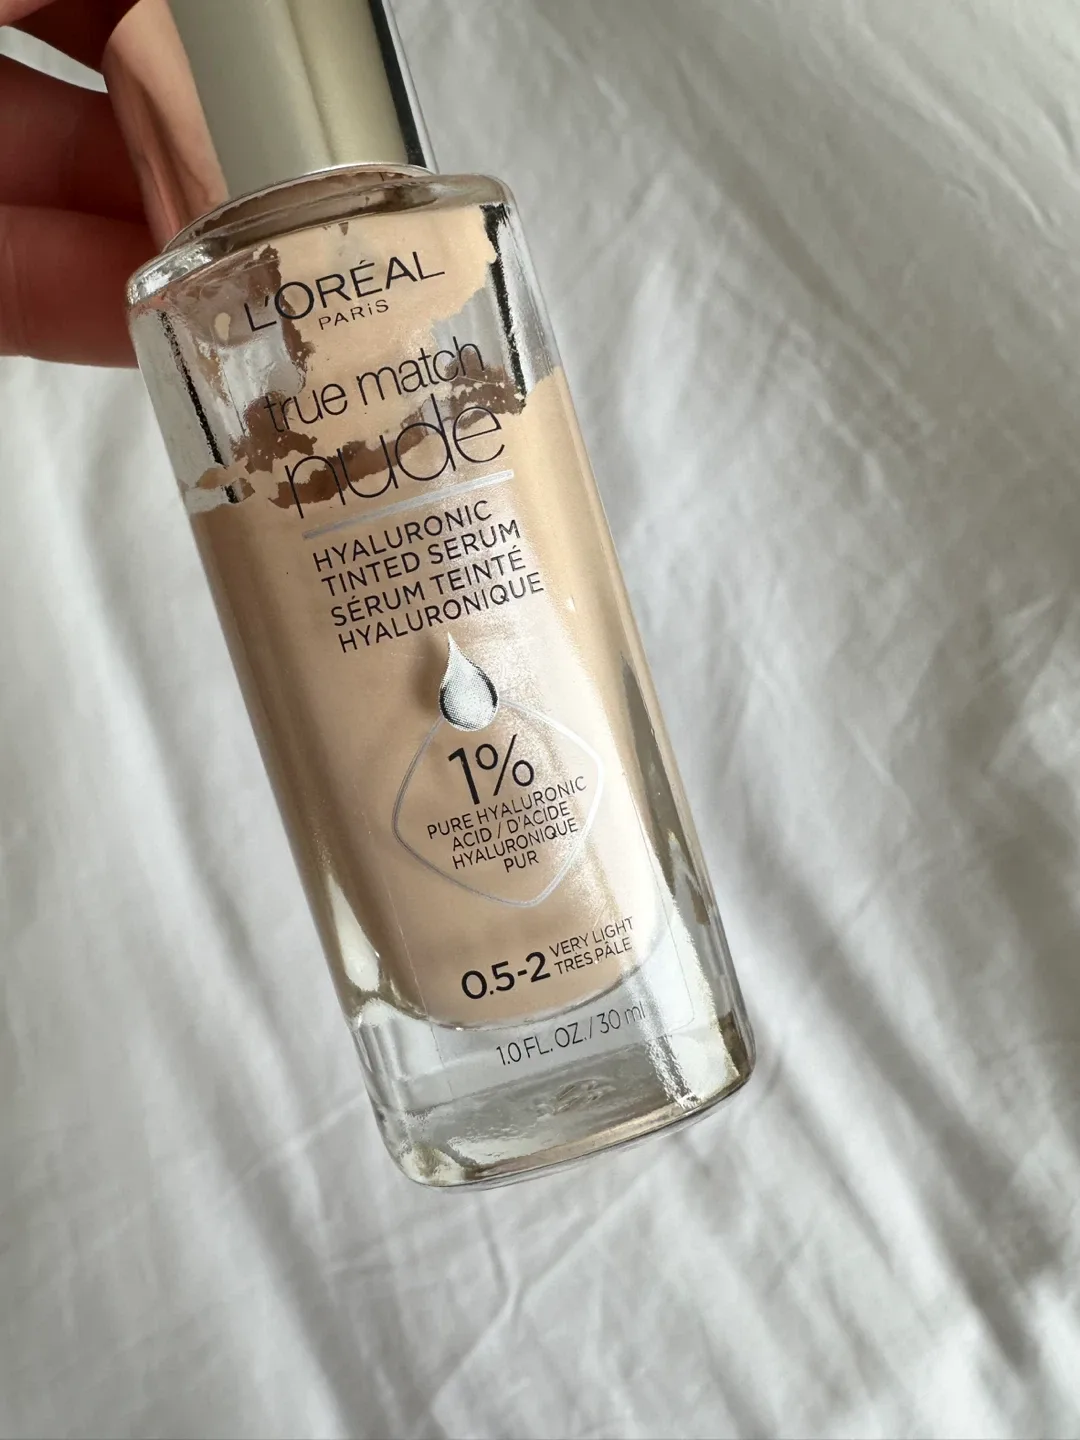 L'ORÉAL
PARiS
true match
nude
HYALURONIC
TINTED SERUM
SÉRUM TEINTÉ
HYALURONIQUE
1%
PURE HYALURONIC
ACID / D'ACIDE
HYALURONIQUE
PUR
0.5-2 VERY LIGHT
TRES PÂLE
1.0 FL. OZ. / 30 ml